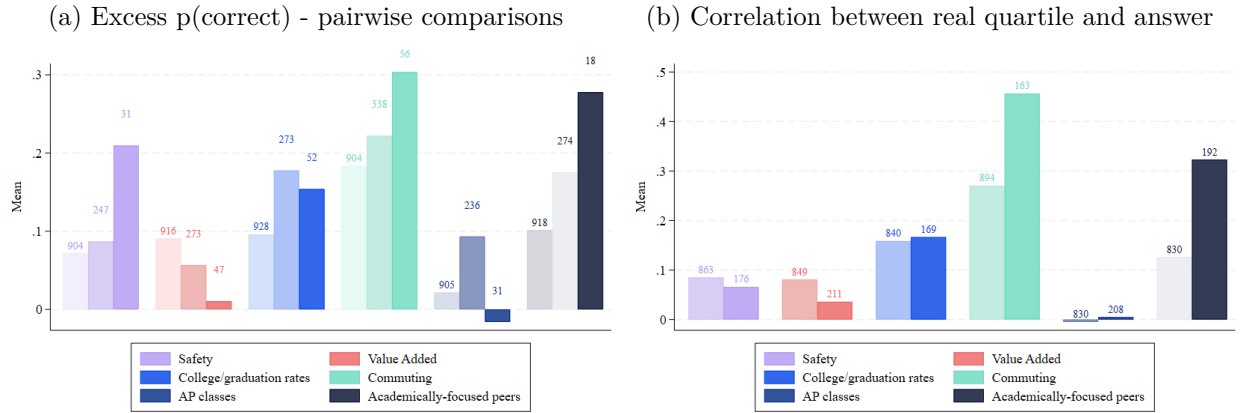 (a) Excess p(correct) - pairwise comparisons
.3
.2
.1
0
Mean
904
247
31
916
273
47
928
273
52
904
338
56
905
236
31
918
274
18
Safety
Value Added
College/graduation rates
Commuting
AP classes
Academically-focused peers
(b) Correlation between real quartile and answer
.5
.4
.3
.2
.1
0
Mean
863
176
849
211
840
169
894
163
830
208
830
192
Safety
Value Added
College/graduation rates
Commuting
AP classes
Academically-focused peers